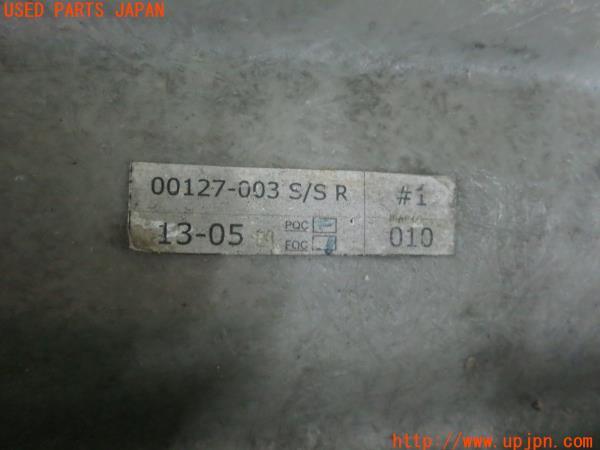 USED PARTS JAPAN
00127-003 S/S R
#1
13-05
PQC
FQC
010
http://www.upjpn.com/